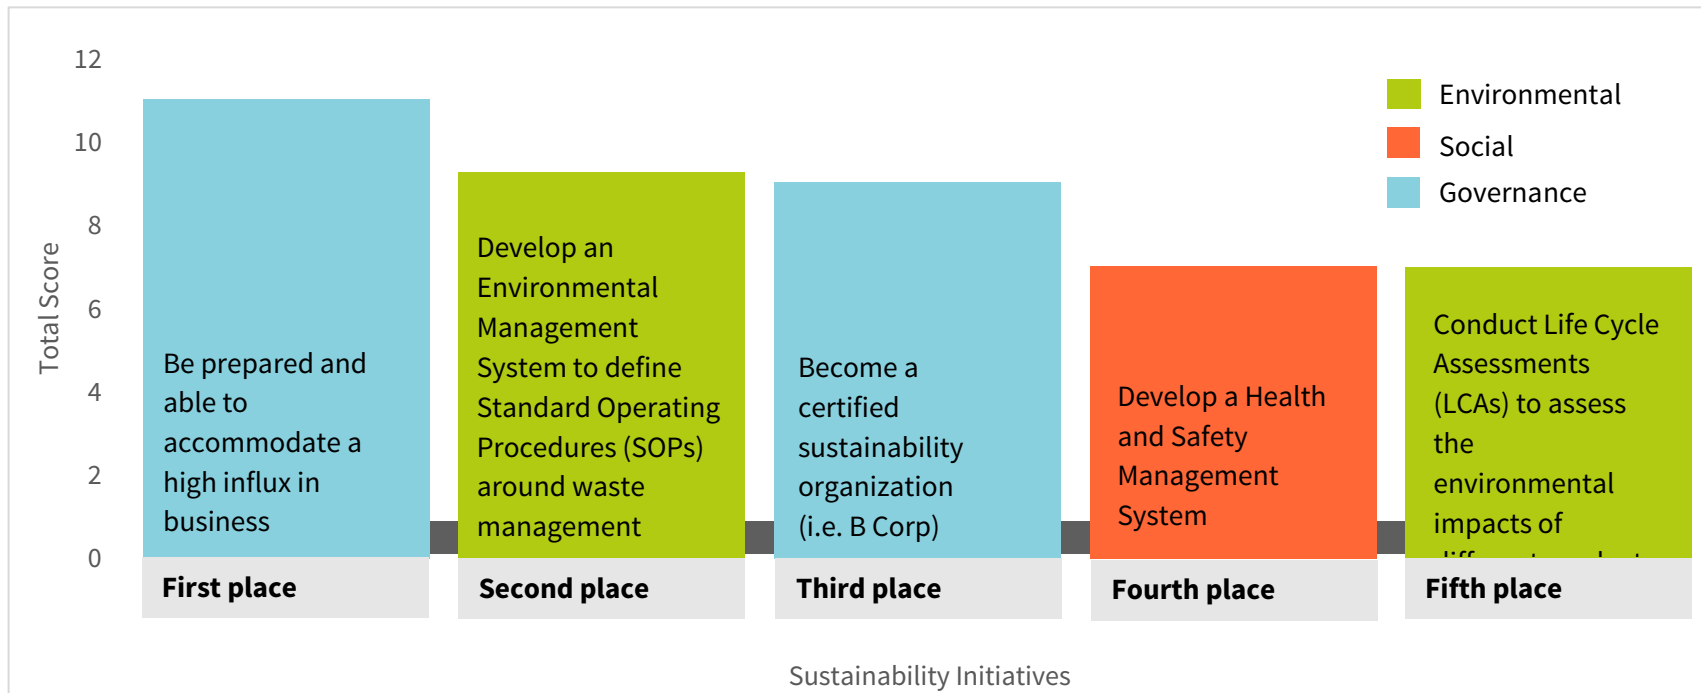 12
10
8
6
4
2
0
Total Score
Environmental
Social
Governance
Be prepared and
able to
accommodate a
high influx in
business
Develop an
Environmental
Management
System to define
Standard Operating
Procedures (SOPs)
around waste
management
Become a
certified
sustainability
organization
(i.e. B Corp)
Develop a Health
and Safety
Management
System
Conduct Life Cycle
Assessments
(LCAs) to assess
the
environmental
impacts of
First place
Second place
Third place
Fourth place
Fifth place
Sustainability Initiatives